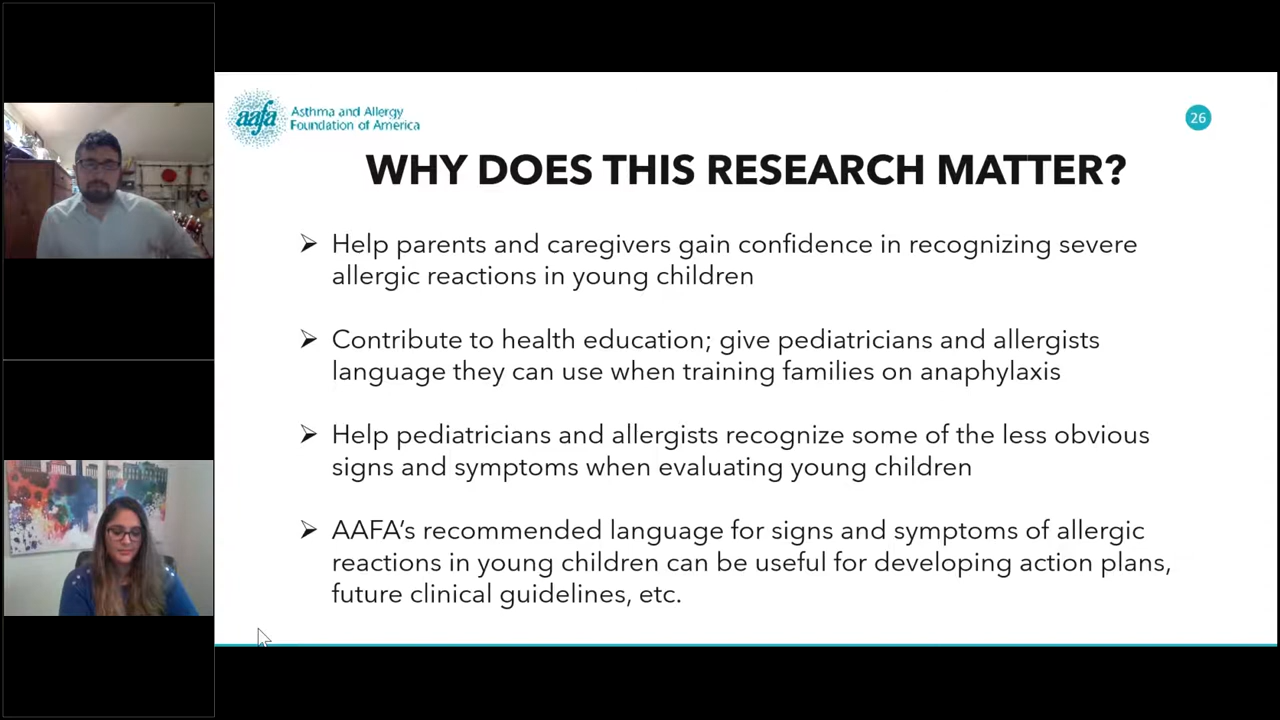 aafa
Asthma and Allergy
Foundation of America
26
WHY DOES THIS RESEARCH MATTER?
➢ Help parents and caregivers gain confidence in recognizing severe
allergic reactions in young children
➢ Contribute to health education; give pediatricians and allergists
language they can use when training families on anaphylaxis
➢ Help pediatricians and allergists recognize some of the less obvious
signs and symptoms when evaluating young children
➢ AAFA's recommended language for signs and symptoms of allergic
reactions in young children can be useful for developing action plans,
future clinical guidelines, etc.